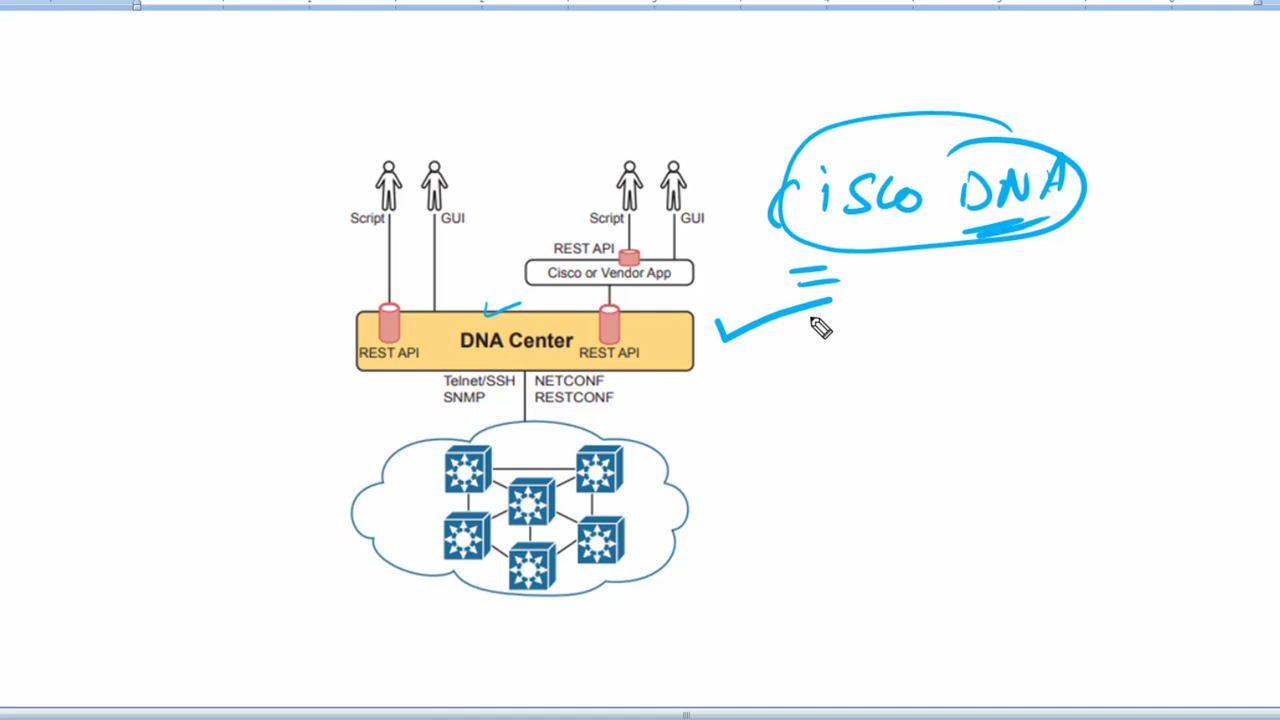 cisco DNA
Script
GUI
Script
GUI
REST API
Cisco or Vendor App
DNA Center
REST API
REST API
Telnet/SSH
NETCONF
SNMP
RESTCONF